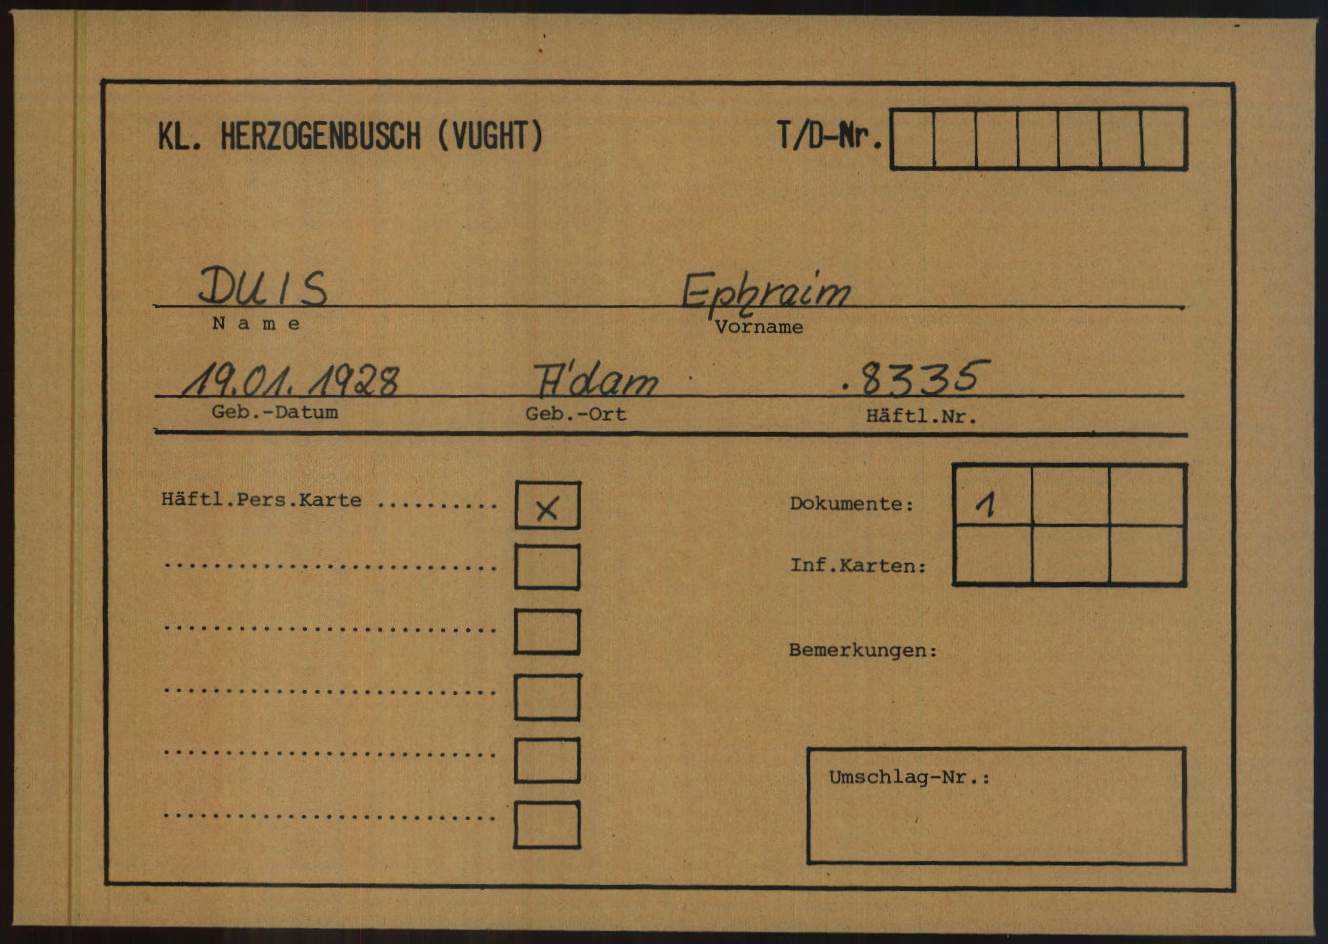 KL. HERZOGENBUSCH (VUGHT) T/D-Nr.
DUIS Ephraim
Name Vorname
19.01.1928 A'dam .8335
Geb.-Datum Geb.-Ort Häftl.Nr.
Häftl.Pers.Karte .......... X Dokumente: 1
Inf.Karten:
Bemerkungen:
Umschlag-Nr.: